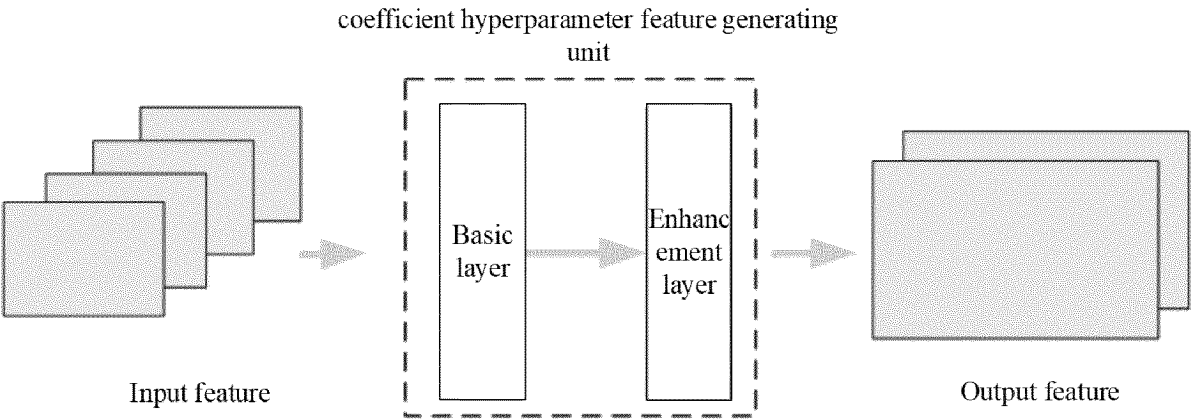 coefficient hyperparameter feature generating
unit
Basic
layer
Enhanc
ement
layer
Input feature
Output feature